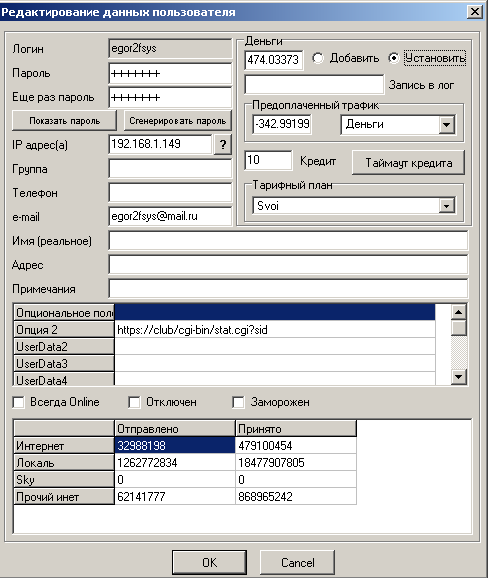 Редактирование данных пользователя
Логин egor2fsys
Пароль +++++++
Еще раз пароль +++++++
Показать пароль Сгенерировать пароль
IP адрес(а) 192.168.1.149 ?
Группа
Телефон
e-mail egor2fsys@mail.ru
Деньги
474.03373 Добавить Установить
Запись в лог
Предоплаченный трафик
-342.99199 Деньги
10 Кредит Таймаут кредита
Тарифный план
Svoi
Имя (реальное)
Адрес
Примечания
Опциональное пол
Опция 2 https://club/cgi-bin/stat.cgi?sid
UserData2
UserData3
UserData4
Всегда Online Отключен Заморожен
Отправлено Принято
Интернет 32988198 479100454
Локаль 1262772834 18477907805
Sky 0 0
Прочий инет 62141777 868965242
OK Cancel